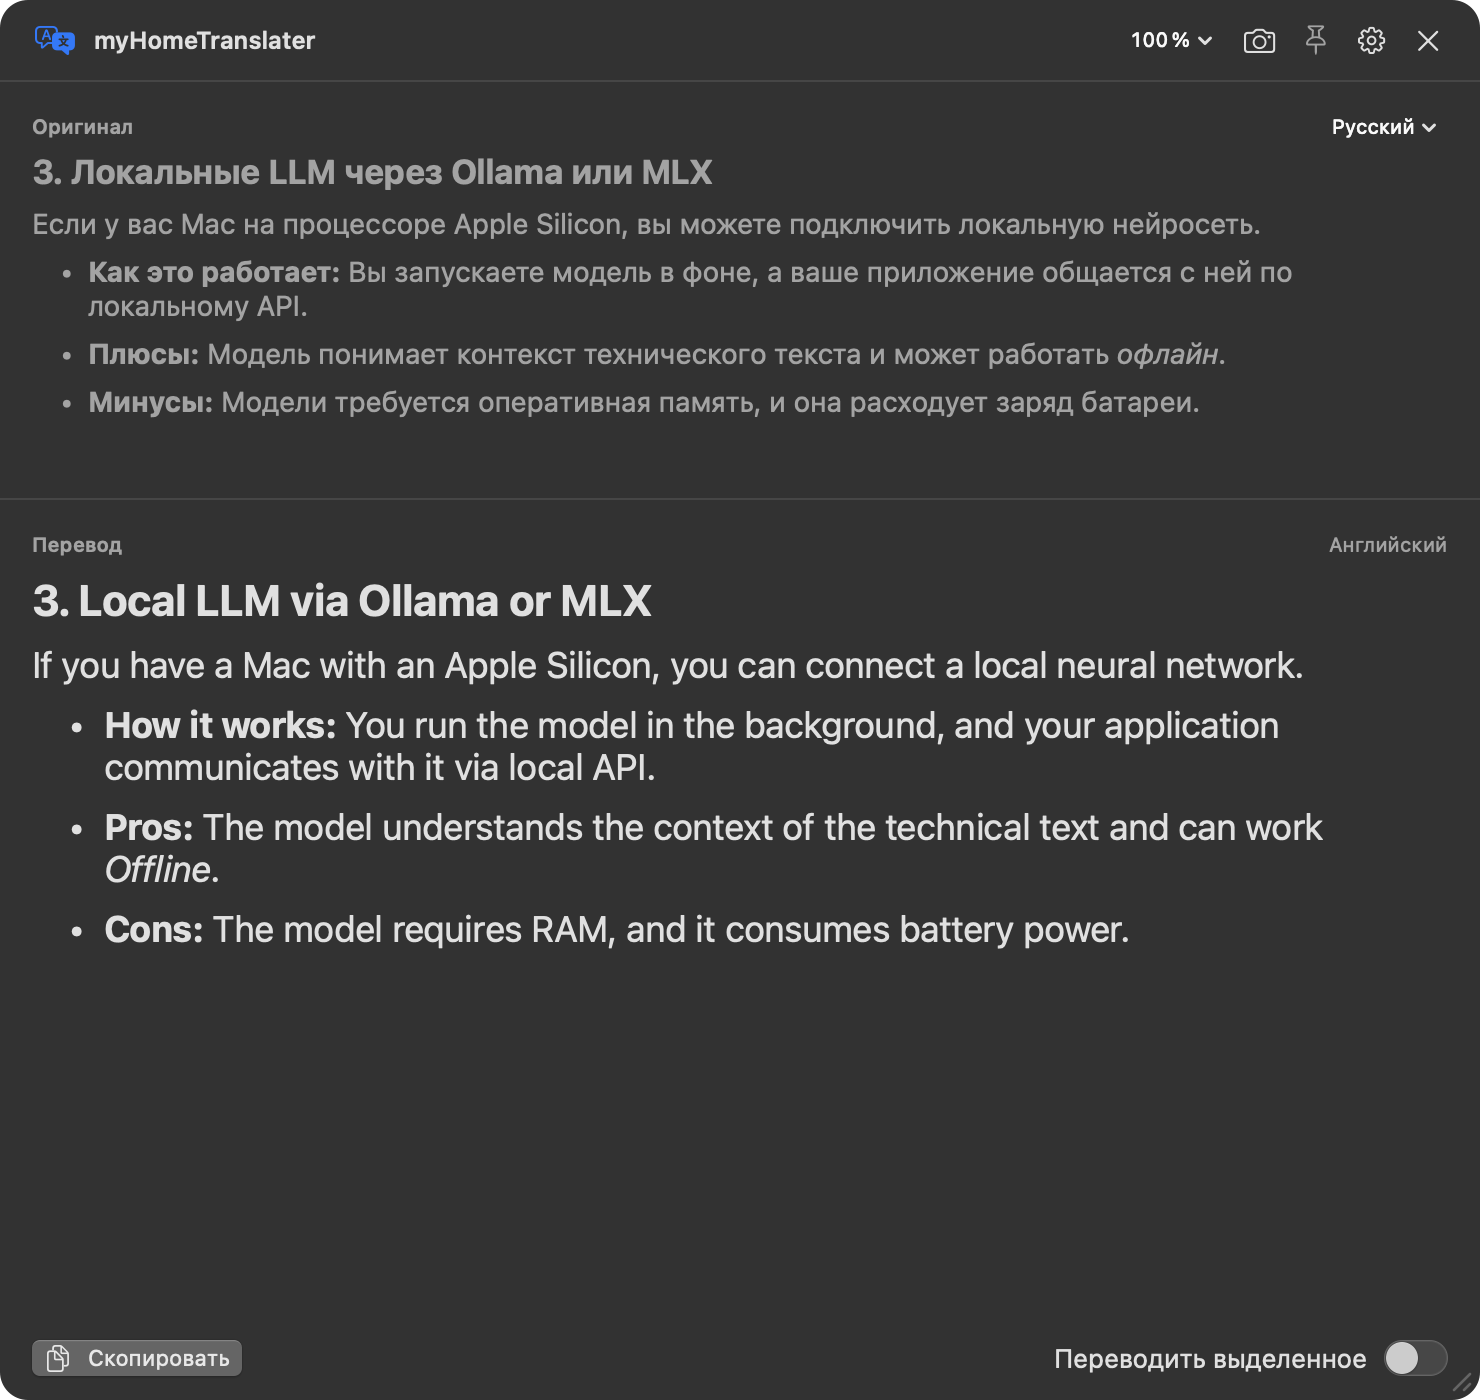 myHomeTranslater
100 %
Оригинал
Русский
3. Локальные LLM через Ollama или MLX
Если у вас Mac на процессоре Apple Silicon, вы можете подключить локальную нейросеть.
• Как это работает: Вы запускаете модель в фоне, а ваше приложение общается с ней по
локальному API.
• Плюсы: Модель понимает контекст технического текста и может работать офлайн.
• Минусы: Модели требуется оперативная память, и она расходует заряд батареи.
Перевод
Английский
3. Local LLM via Ollama or MLX
If you have a Mac with an Apple Silicon, you can connect a local neural network.
• How it works: You run the model in the background, and your application
communicates with it via local API.
• Pros: The model understands the context of the technical text and can work
Offline.
• Cons: The model requires RAM, and it consumes battery power.
Скопировать
Переводить выделенное